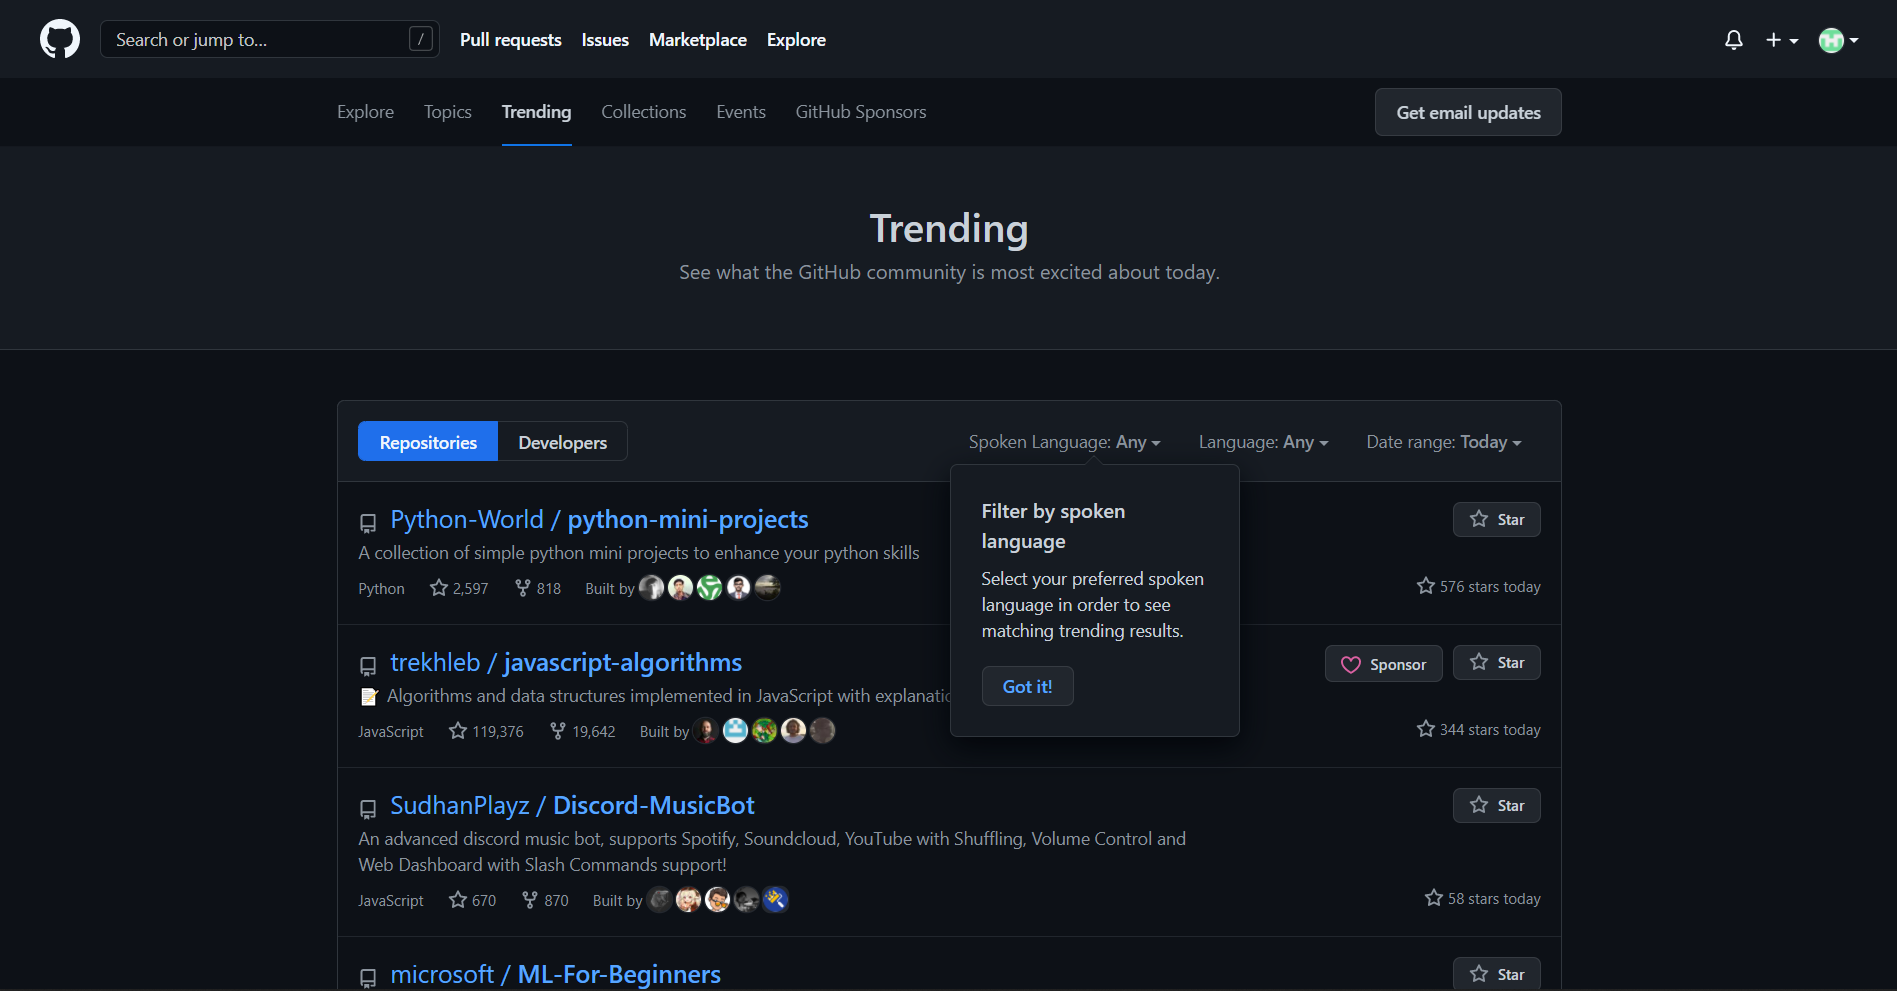 Search or jump to... /
Pull requests Issues Marketplace Explore
Explore Topics Trending Collections Events GitHub Sponsors
Get email updates
Trending
See what the GitHub community is most excited about today.
Repositories Developers
Spoken Language: Any Language: Any Date range: Today
Filter by spoken
language
Select your preferred spoken
language in order to see
matching trending results.
Got it!
Python-World / python-mini-projects
Star
A collection of simple python mini projects to enhance your python skills
Python 2,597 818 Built by
576 stars today
trekhleb / javascript-algorithms
Sponsor Star
Algorithms and data structures implemented in JavaScript with
JavaScript 119,376 19,642 Built by
344 stars today
SudhanPlayz / Discord-MusicBot
Star
An advanced discord music bot, supports Spotify, Soundcloud, YouTube with Shuffling, Volume Control and
Web Dashboard with Slash Commands support!
JavaScript 670 870 Built by
58 stars today
microsoft / ML-For-Beginners
Star